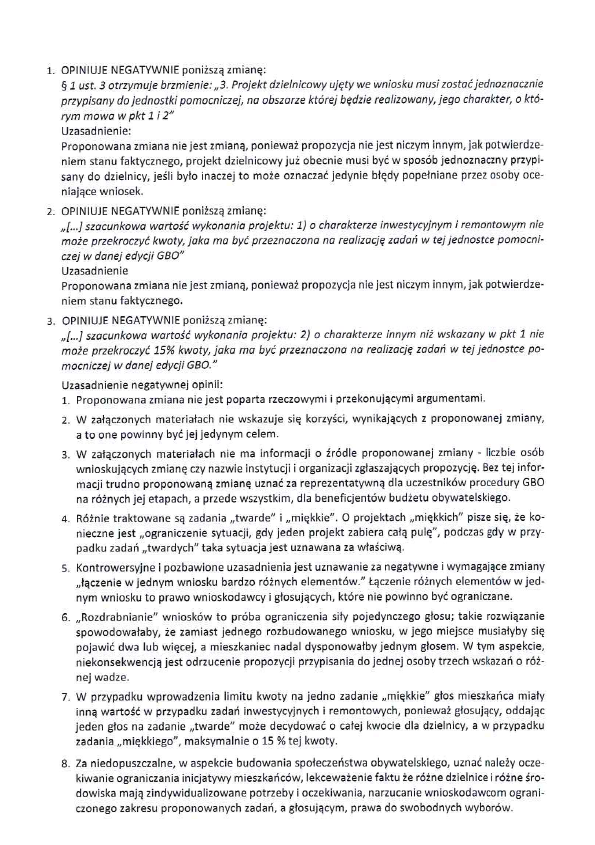 1. OPINIUJE NEGATYWNIE poniższą zmianę:
§ 1 ust. 3 otrzymuje brzmienie: „3. Projekt dzielnicowy ujęty we wniosku musi zostać jednoznacznie
przypisany do jednostki pomocniczej, na obszarze której będzie realizowany, jego charakter, o któ-
rym mowa w pkt 1 i 2”
Uzasadnienie:
Proponowana zmiana nie jest zmianą, ponieważ propozycja nie jest niczym innym, jak potwierdze-
niem stanu faktycznego, projekt dzielnicowy już obecnie musi być w sposób jednoznaczny przypi-
sany do dzielnicy, jeśli było inaczej to może oznaczać jedynie błędy popełniane przez osoby oce-
niające wniosek.
2. OPINIUJE NEGATYWNIE poniższą zmianę:
„[...] szacunkowa wartość wykonania projektu: 1) o charakterze inwestycyjnym i remontowym nie
może przekroczyć kwoty, jaka ma być przeznaczona na realizację zadań w tej jednostce pomocni-
czej w danej edycji GBO”
Uzasadnienie
Proponowana zmiana nie jest zmianą, ponieważ propozycja nie jest niczym innym, jak potwierdze-
niem stanu faktycznego.
3. OPINIUJE NEGATYWNIE poniższą zmianę:
„[...] szacunkowa wartość wykonania projektu: 2) o charakterze innym niż wskazany w pkt 1 nie
może przekroczyć 15% kwoty, jaka ma być przeznaczona na realizację zadań w tej jednostce po-
mocniczej w danej edycji GBO.”
Uzasadnienie negatywnej opinii:
1. Proponowana zmiana nie jest poparta rzeczowymi i przekonującymi argumentami.
2. W załączonych materiałach nie wskazuje się korzyści, wynikających z proponowanej zmiany,
a to one powinny być jej jedynym celem.
3. W załączonych materiałach nie ma informacji o źródle proponowanej zmiany - liczbie osób
wnioskujących zmianę czy nazwie instytucji i organizacji zgłaszających propozycję. Bez tej infor-
macji trudno proponowaną zmianę uznać za reprezentatywną dla uczestników procedury GBO
na różnych jej etapach, a przede wszystkim, dla beneficjentów budżetu obywatelskiego.
4. Różnie traktowane są zadania „twarde” i „miękkie”. O projektach „miękkich” pisze się, że ko-
nieczne jest „ograniczenie sytuacji, gdy jeden projekt zabiera całą pulę”, podczas gdy w przy-
padku zadań „twardych” taka sytuacja jest uznawana za właściwą.
5. Kontrowersyjne i pozbawione uzasadnienia jest uznawanie za negatywne i wymagające zmiany
„łączenie w jednym wniosku bardzo różnych elementów.” Łączenie różnych elementów w jed-
nym wniosku to prawo wnioskodawcy i głosujących, które nie powinno być ograniczane.
6. „Rozdrabnianie” wniosków to próba ograniczenia siły pojedynczego głosu; takie rozwiązanie
spowodowałaby, że zamiast jednego rozbudowanego wniosku, w jego miejsce musiałyby się
pojawić dwa lub więcej, a mieszkaniec nadal dysponowałby jednym głosem. W tym aspekcie,
niekonsekwencją jest odrzucenie propozycji przypisania do jednej osoby trzech wskazań o róż-
nej wadze.
7. W przypadku wprowadzenia limitu kwoty na jedno zadanie „miękkie” głos mieszkańca miały
inną wartość w przypadku zadań inwestycyjnych i remontowych, ponieważ głosujący, oddając
jeden głos na zadanie „twarde” może decydować o całej kwocie dla dzielnicy, a w przypadku
zadania „miękkiego”, maksymalnie o 15 % tej kwoty.
8. Za niedopuszczalne, w aspekcie budowania społeczeństwa obywatelskiego, uznać należy ocze-
kiwanie ograniczania inicjatywy mieszkańców, lekceważenie faktu że różne dzielnice i różne śro-
dowiska mają zindywidualizowane potrzeby i oczekiwania, narzucanie wnioskodawcom ograni-
czonego zakresu proponowanych zadań, a głosującym, prawa do swobodnych wyborów.